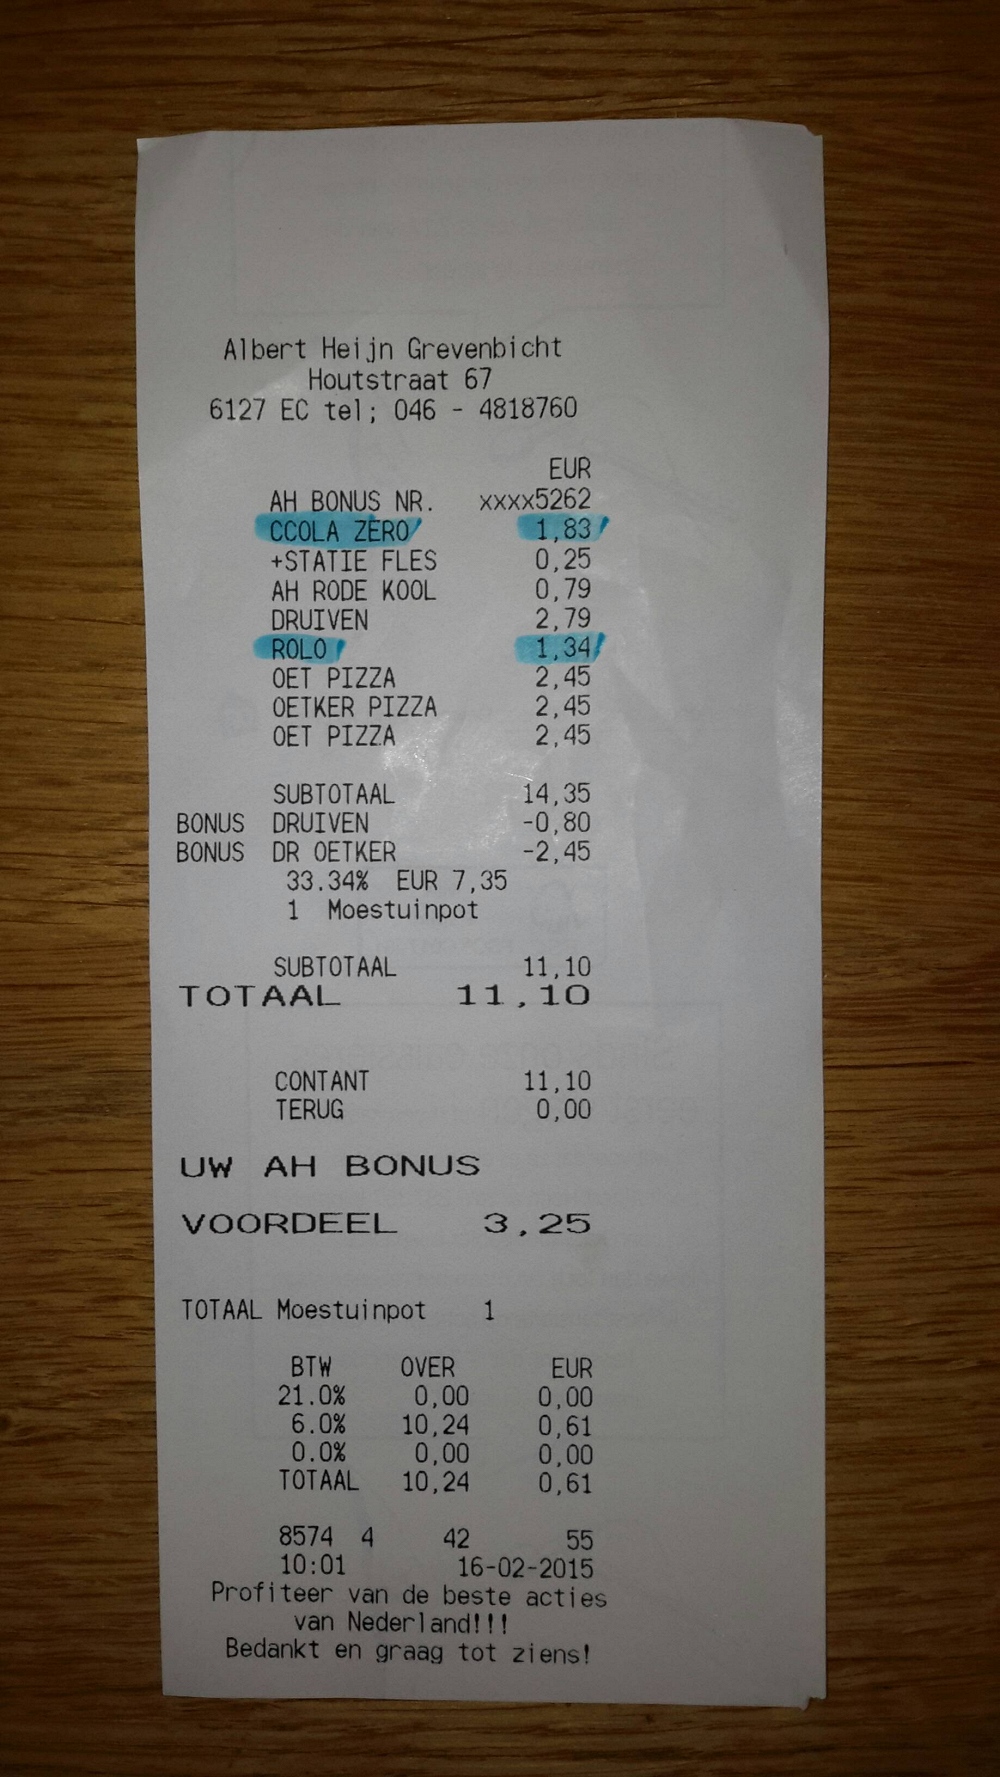 Albert Heijn Grevenbicht
Houtstraat 67
6127 EC tel; 046 - 4818760
EUR
AH BONUS NR. xxxx5262
CCOLA ZERO 1,83
+STATIE FLES 0,25
AH RODE KOOL 0,79
DRUIVEN 2,79
ROLO 1,34
OET PIZZA 2,45
OETKER PIZZA 2,45
OET PIZZA 2,45
SUBTOTAAL 14,35
BONUS DRUIVEN -0,80
BONUS DR OETKER -2,45
33.34% EUR 7,35
1 Moestuinpot
SUBTOTAAL 11,10
TOTAAL 11,10
CONTANT 11,10
TERUG 0,00
UW AH BONUS
VOORDEEL 3,25
TOTAAL Moestuinpot 1
BTW OVER EUR
21.0% 0,00 0,00
6.0% 10,24 0,61
0.0% 0,00 0,00
TOTAAL 10,24 0,61
8574 4 42 55
10:01 16-02-2015
Profiteer van de beste acties
van Nederland!!!
Bedankt en graag tot ziens!